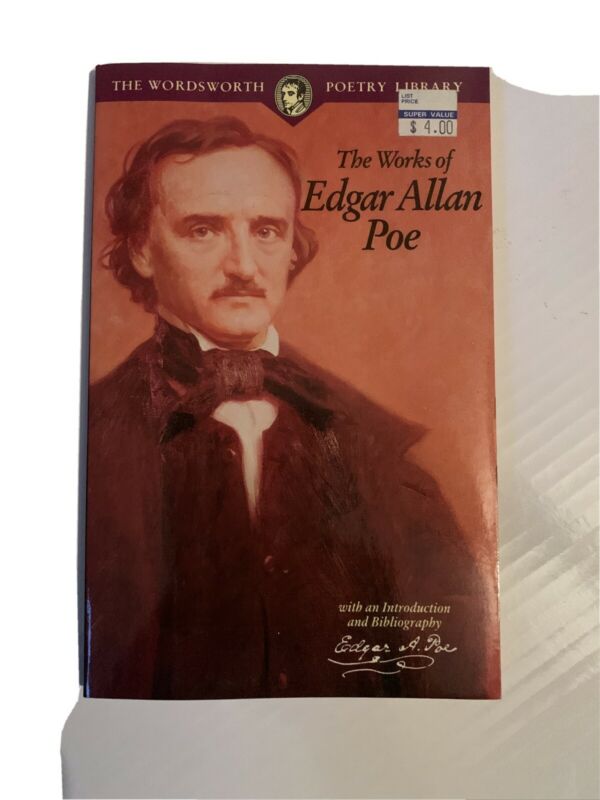 THE WORDSWORTH POETRY LIBRARY
LIST
PRICE
SUPER VALUE
$ 4.00
The Works of
Edgar Allan
Poe
with an Introduction
and Bibliography
Edgar A. Poe